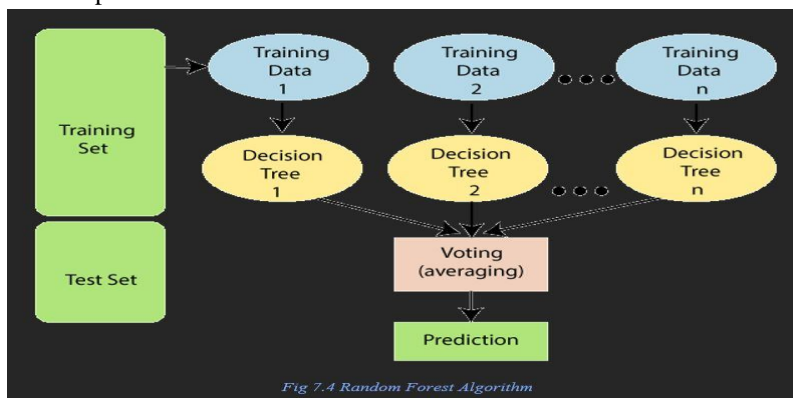 Training
Set
Test Set
Training
Data
1
Training
Data
2
Training
Data
n
Decision
Tree
1
Decision
Tree
2
Decision
Tree
n
Voting
(averaging)
Prediction
Fig 7.4 Random Forest Algorithm